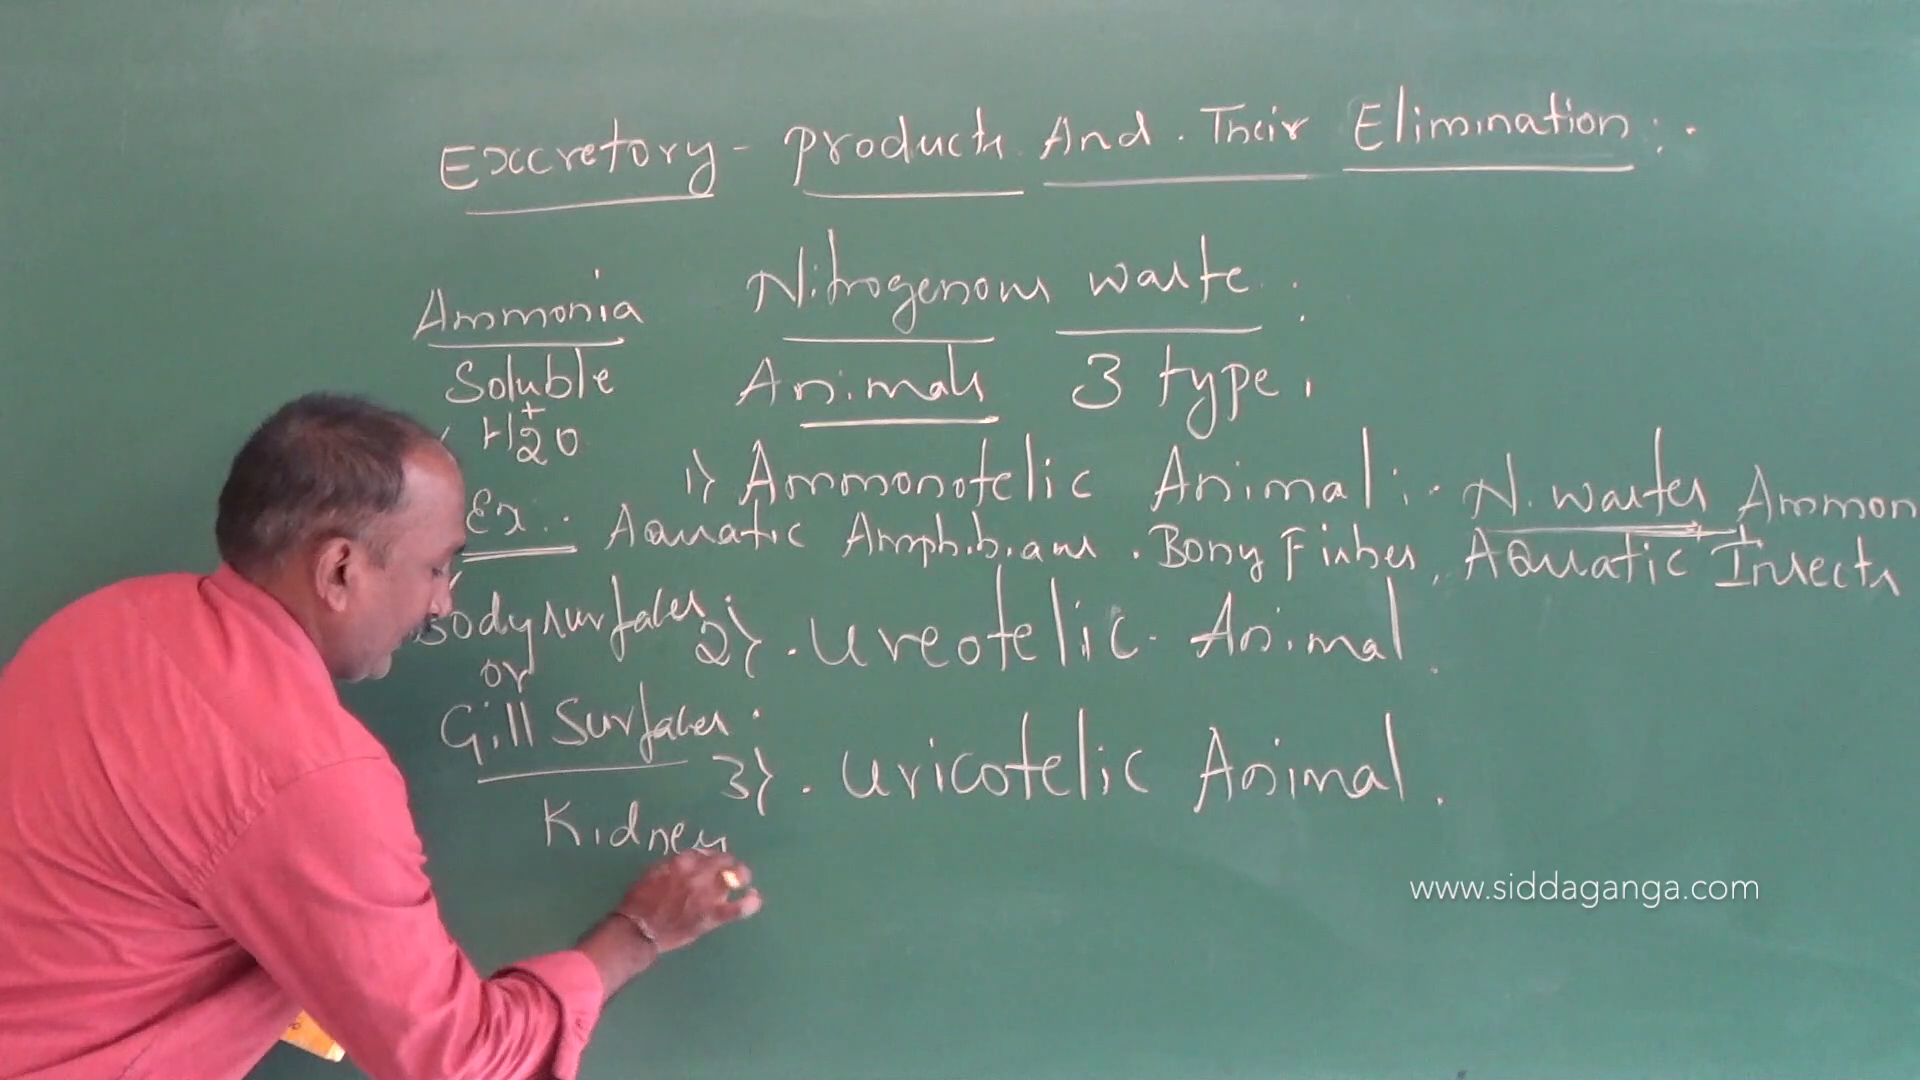 Excretory - products And. Their Elimination:.
Nitrogenous waste:
Animals 3 type.
Ammonia
Soluble
+
H2O
1) Ammonotelic Animal:. N. wastes Ammon
Ex:. Aquatic Amphibians. Bony Fishes, Aquatic Insects
Bodysurfaces;
or
Gill Surfaces.
Kidney
2). Ureotelic. Animal.
3). Uricotelic Animal.
www.siddaganga.com